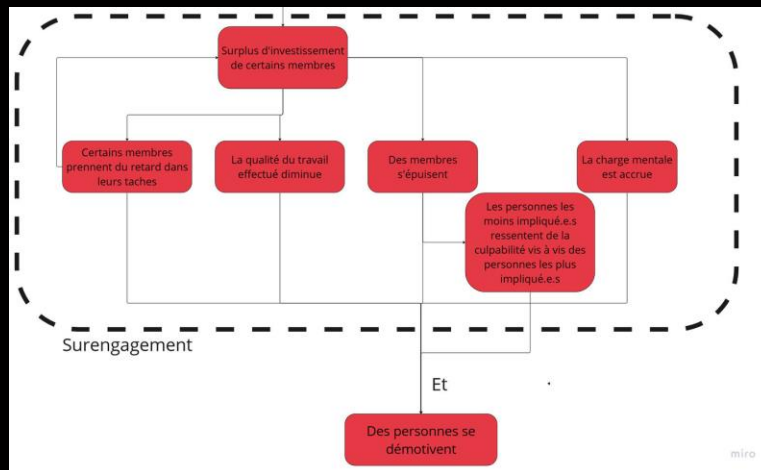 Surplus d'investissement
de certains membres
Certains membres
prennent du retard dans
leurs taches
La qualité du travail
effectué diminue
Des membres
s'épuisent
La charge mentale
est accrue
Les personnes les
moins impliqué.e.s
ressentent de la
culpabilité vis à vis des
personnes les plus
impliqué.e.s
Surengagement
Et
Des personnes se
démotivent
miro